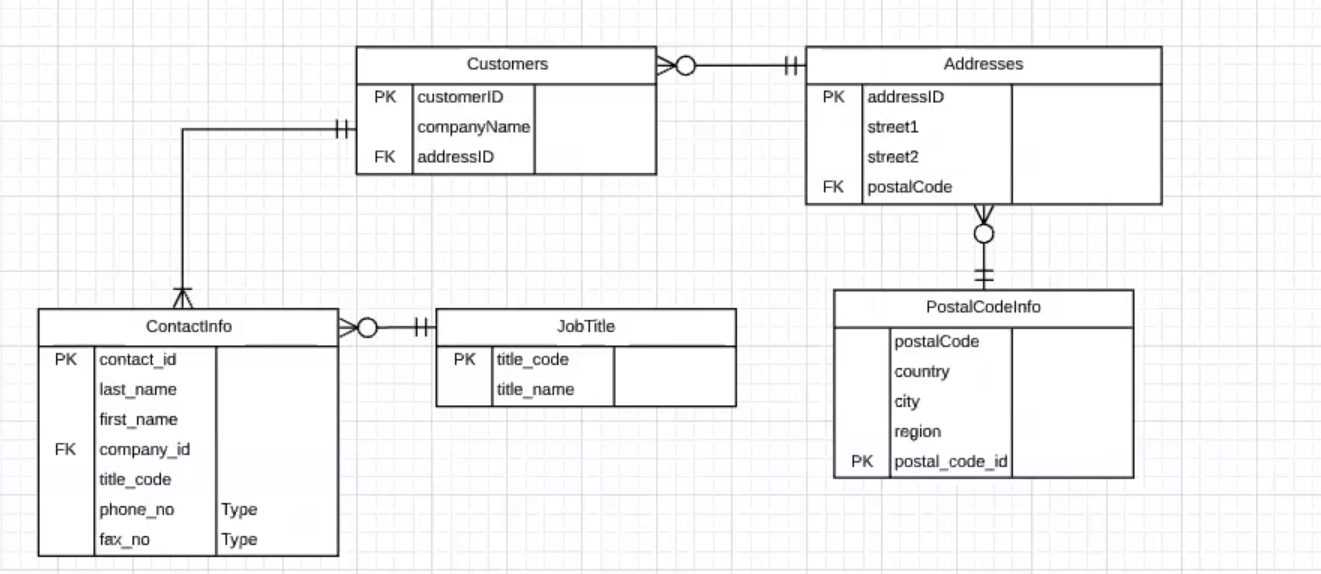 Customers
PK customerID
companyName
FK addressID
Addresses
PK addressID
street1
street2
FK postalCode
ContactInfo
PK contact_id
last_name
first_name
FK company_id
title_code
phone_no Type
fax_no Type
JobTitle
PK title_code
title_name
PostalCodeInfo
postalCode
country
city
region
PK postal_code_id